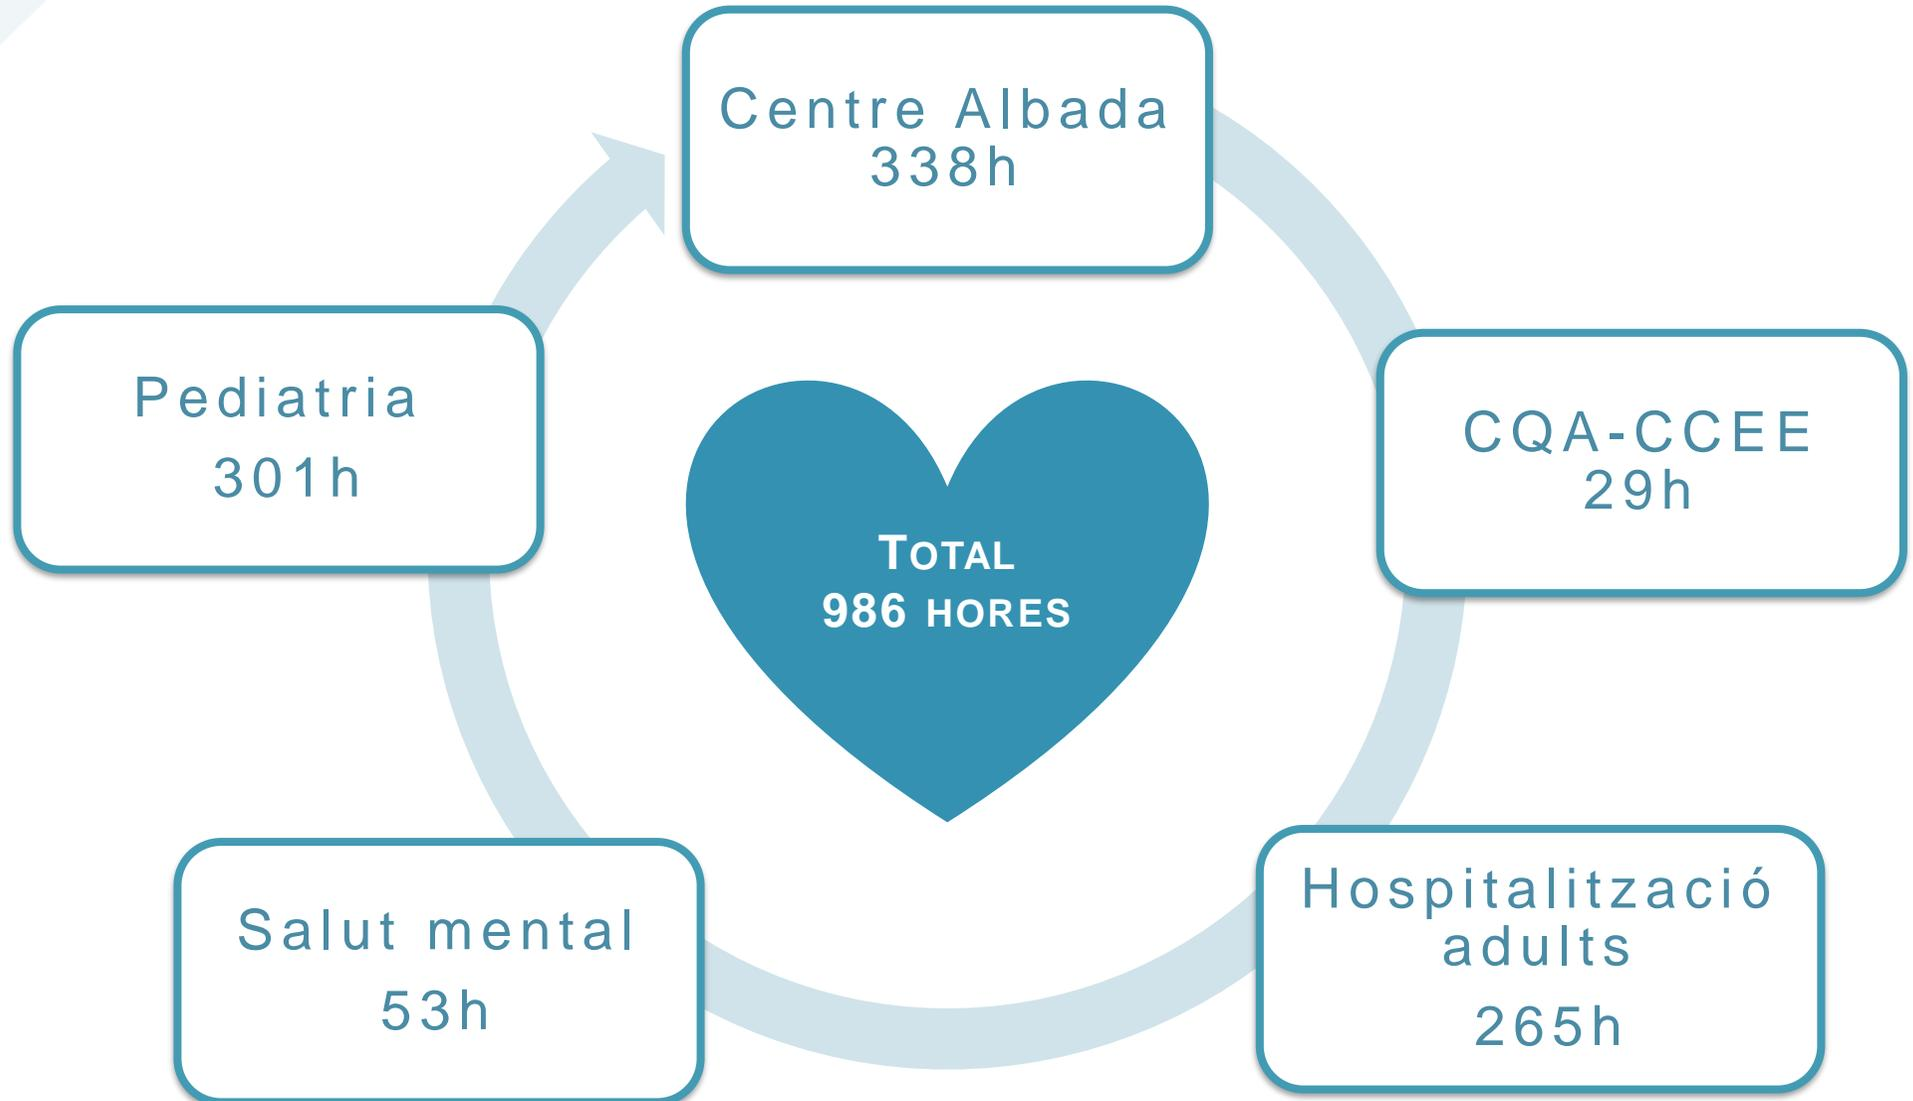 Centre Albada
338h
CQA-CCEE
29h
Hospitalització
adults
265h
Salut mental
53h
Pediatria
301h
TOTAL
986 HORES